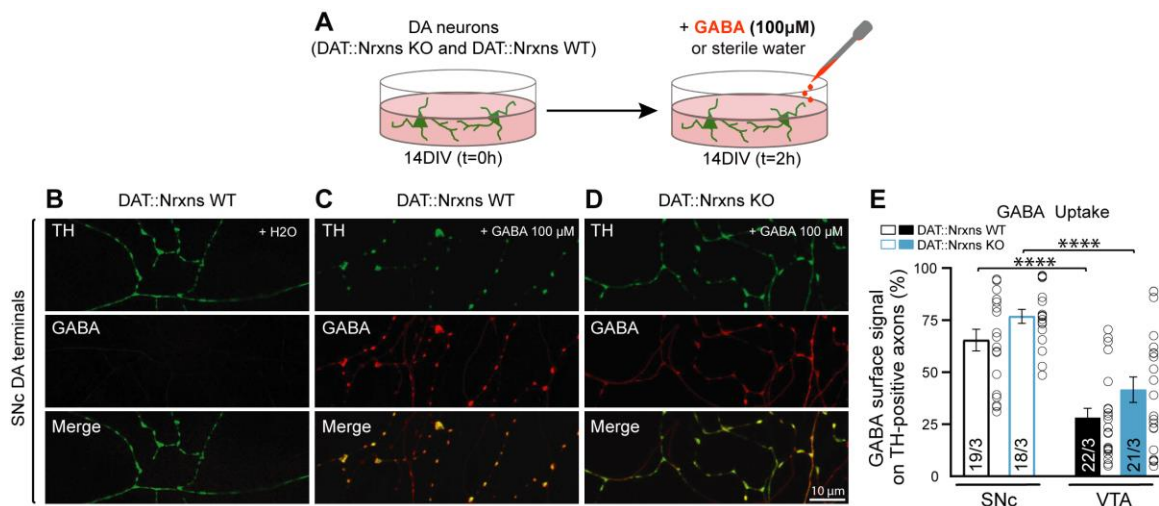 A
DA neurons
(DAT::Nrxns KO and DAT::Nrxns WT)
+ GABA (100µM)
or sterile water
14DIV (t=0h)
14DIV (t=2h)
SNc DA terminals
B
DAT::Nrxns WT
TH
+ H2O
GABA
Merge
C
DAT::Nrxns WT
TH
+ GABA 100 µM
GABA
Merge
D
DAT::Nrxns KO
TH
+ GABA 100 µM
GABA
Merge
10 µm
E
GABA Uptake
DAT::Nrxns WT
DAT::Nrxns KO
****
****
GABA surface signal
on TH-positive axons (%)
100
75
50
25
0
19/3
18/3
22/3
21/3
SNc
VTA